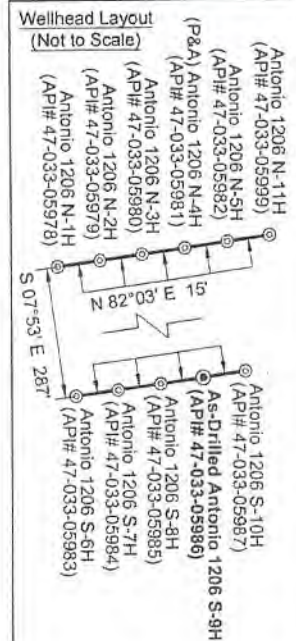 Wellhead Layout
(Not to Scale)
Antonio 1206 N-11H
(API# 47-033-05999)
Antonio 1206 N-5H
(API# 47-033-05982)
(P&A) Antonio 1206 N-4H
(API# 47-033-05981)
Antonio 1206 N-3H
(API# 47-033-05980)
Antonio 1206 N-2H
(API# 47-033-05979)
Antonio 1206 N-1H
(API# 47-033-05978)
N 82°03' E 15'
S 07°53' E 287'
Antonio 1206 S-10H
(API# 47-033-05987)
As-Drilled Antonio 1206 S-9H
(API# 47-033-05986)
Antonio 1206 S-8H
(API# 47-033-05985)
Antonio 1206 S-7H
(API# 47-033-05984)
Antonio 1206 S-6H
(API# 47-033-05983)